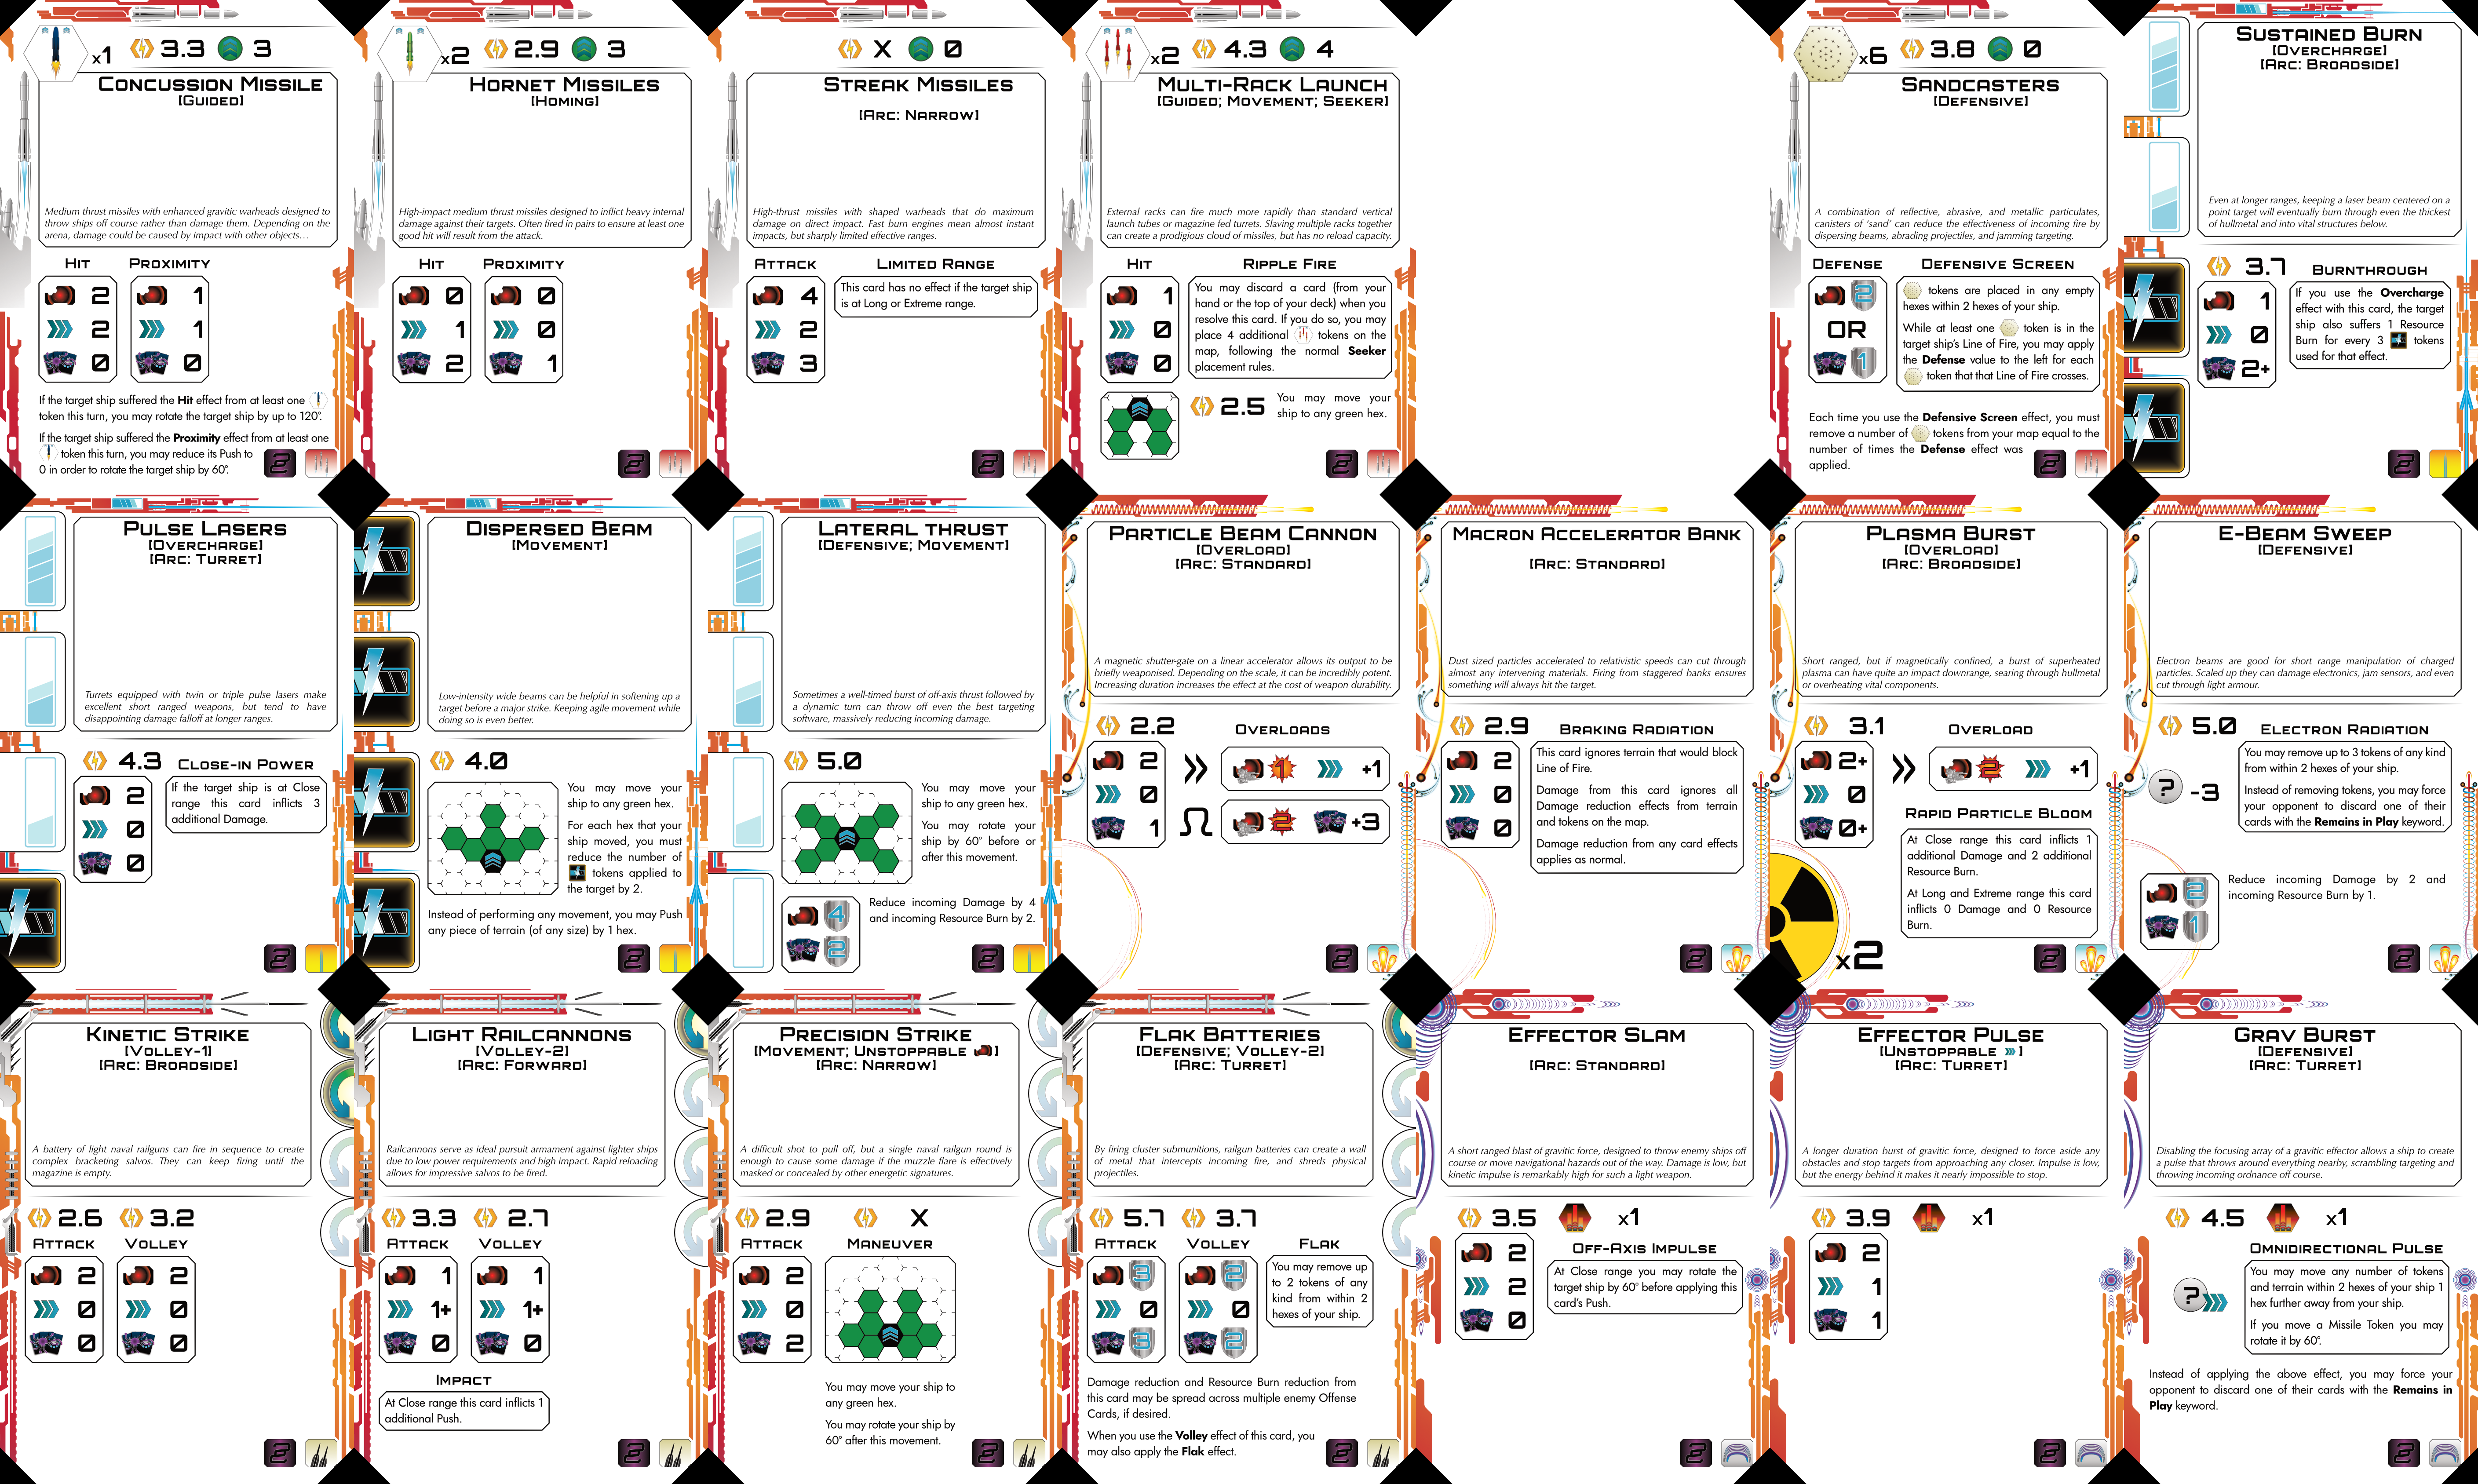 x1 3.3 3
CONCUSSION MISSILE
[GUIDED]
Medium thrust missiles with enhanced gravitic warheads designed to
throw ships off course rather than damage them. Depending on the
arena, damage could be caused by impact with other objects...
HIT PROXIMITY
2 1
2 1
0 0
If the target ship suffered the Hit effect from at least one
token this turn, you may rotate the target ship by up to 120°.
If the target ship suffered the Proximity effect from at least one
token this turn, you may reduce its Push to
0 in order to rotate the target ship by 60°.
2
x2 2.9 3
HORNET MISSILES
[HOMING]
High-impact medium thrust missiles designed to inflict heavy internal
damage against their targets. Often fired in pairs to ensure at least one
good hit will result from the attack.
HIT PROXIMITY
0 0
1 0
2 1
2
X 0
STREAK MISSILES
[ARC: NARROW]
High-thrust missiles with shaped warheads that do maximum
damage on direct impact. Fast burn engines mean almost instant
impacts, but sharply limited effective ranges.
ATTACK LIMITED RANGE
4
2
3
This card has no effect if the target ship
is at Long or Extreme range.
2
x2 4.3 4
MULTI-RACK LAUNCH
[GUIDED; MOVEMENT; SEEKER]
External racks can fire much more rapidly than standard vertical
launch tubes or magazine fed turrets. Slaving multiple racks together
can create a prodigious cloud of missiles, but has no reload capacity.
HIT RIPPLE FIRE
1
0
0
You may discard a card (from your
hand or the top of your deck) when you
resolve this card. If you do so, you may
place 4 additional tokens on the
map, following the normal Seeker
placement rules.
2.5
You may move your
ship to any green hex.
2
x6 3.8 0
SANDCASTERS
[DEFENSIVE]
A combination of reflective, abrasive, and metallic particulates,
canisters of 'sand' can reduce the effectiveness of incoming fire by
dispersing beams, abrading projectiles, and jamming targeting.
DEFENSE DEFENSIVE SCREEN
2
OR
1
tokens are placed in any empty
hexes within 2 hexes of your ship.
While at least one token is in the
target ship's Line of Fire, you may apply
the Defense value to the left for each
token that that Line of Fire crosses.
Each time you use the Defensive Screen effect, you must
remove a number of tokens from your map equal to the
number of times the Defense effect was
applied.
2
SUSTAINED BURN
[OVERCHARGE]
[ARC: BROADSIDE]
Even at longer ranges, keeping a laser beam centered on a
point target will eventually burn through even the thickest
of hullmetal and into vital structures below.
3.7 BURNTHROUGH
1
0
2+
If you use the Overcharge
effect with this card, the target
ship also suffers 1 Resource
Burn for every 3 tokens
used for that effect.
2
PULSE LASERS
[OVERCHARGE]
[ARC: TURRET]
Turrets equipped with twin or triple pulse lasers make
excellent short ranged weapons, but tend to have
disappointing damage falloff at longer ranges.
4.3 CLOSE-IN POWER
2
0
0
If the target ship is at Close
range this card inflicts 3
additional Damage.
2
DISPERSED BEAM
[MOVEMENT]
Low-intensity wide beams can be helpful in softening up a
target before a major strike. Keeping agile movement while
doing so is even better.
4.0
You may move your
ship to any green hex.
For each hex that your
ship moved, you must
reduce the number of
tokens applied to
the target by 2.
Instead of performing any movement, you may Push
any piece of terrain (of any size) by 1 hex.
2
LATERAL THRUST
[DEFENSIVE; MOVEMENT]
Sometimes a well-timed burst of off-axis thrust followed by
a dynamic turn can throw off even the best targeting
software, massively reducing incoming damage.
5.0
You may move your
ship to any green hex.
You may rotate your
ship by 60° before or
after this movement.
4
2
Reduce incoming Damage by 4
and incoming Resource Burn by 2.
2
PARTICLE BEAM CANNON
[OVERLOAD]
[ARC: STANDARD]
A magnetic shutter-gate on a linear accelerator allows its output to be
briefly weaponised. Depending on the scale, it can be incredibly potent.
Increasing duration increases the effect at the cost of weapon durability.
2.2 OVERLOADS
2
0
1
1 +1
Ω 2 +3
2
MACRON ACCELERATOR BANK
[ARC: STANDARD]
Dust sized particles accelerated to relativistic speeds can cut through
almost any intervening materials. Firing from staggered banks ensures
something will always hit the target.
2.9 BRAKING RADIATION
2
0
0
This card ignores terrain that would block
Line of Fire.
Damage from this card ignores all
Damage reduction effects from terrain
and tokens on the map.
Damage reduction from any card effects
applies as normal.
2
PLASMA BURST
[OVERLOAD]
[ARC: BROADSIDE]
Short ranged, but if magnetically confined, a burst of superheated
plasma can have quite an impact downrange, searing through hullmetal
or overheating vital components.
3.1 OVERLOAD
2+
0
0+
2 +1
RAPID PARTICLE BLOOM
At Close range this card inflicts 1
additional Damage and 2 additional
Resource Burn.
At Long and Extreme range this card
inflicts 0 Damage and 0 Resource
Burn.
x2
2
E-BEAM SWEEP
[DEFENSIVE]
Electron beams are good for short range manipulation of charged
particles. Scaled up they can damage electronics, jam sensors, and even
cut through light armour.
5.0 ELECTRON RADIATION
? -3
You may remove up to 3 tokens of any kind
from within 2 hexes of your ship.
Instead of removing tokens, you may force
your opponent to discard one of their
cards with the Remains in Play keyword.
2
1
Reduce incoming Damage by 2 and
incoming Resource Burn by 1.
2
KINETIC STRIKE
[VOLLEY-1]
[ARC: BROADSIDE]
A battery of light naval railguns can fire in sequence to create
complex bracketing salvos. They can keep firing until the
magazine is empty.
2.6 3.2
ATTACK VOLLEY
2 2
0 0
0 0
2
LIGHT RAILCANNONS
[VOLLEY-2]
[ARC: FORWARD]
Railcannons serve as ideal pursuit armament against lighter ships
due to low power requirements and high impact. Rapid reloading
allows for impressive salvos to be fired.
3.3 2.7
ATTACK VOLLEY
1 1
1+ 1+
0 0
IMPACT
At Close range this card inflicts 1
additional Push.
2
PRECISION STRIKE
[MOVEMENT; UNSTOPPABLE ]
[ARC: NARROW]
A difficult shot to pull off, but a single naval railgun round is
enough to cause some damage if the muzzle flare is effectively
masked or concealed by other energetic signatures.
2.9 X
ATTACK MANEUVER
2
0
2
You may move your ship to
any green hex.
You may rotate your ship by
60° after this movement.
2
FLAK BATTERIES
[DEFENSIVE; VOLLEY-2]
[ARC: TURRET]
By firing cluster submunitions, railgun batteries can create a wall
of metal that intercepts incoming fire, and shreds physical
projectiles.
5.7 3.7
ATTACK VOLLEY FLAK
3 2
0 0
3 2
You may remove up
to 2 tokens of any
kind from within 2
hexes of your ship.
Damage reduction and Resource Burn reduction from
this card may be spread across multiple enemy Offense
Cards, if desired.
When you use the Volley effect of this card, you
may also apply the Flak effect.
2
EFFECTOR SLAM
[ARC: STANDARD]
A short ranged blast of gravitic force, designed to throw enemy ships off
course or move navigational hazards out of the way. Damage is low, but
kinetic impulse is remarkably high for such a light weapon.
3.5 x1
OFF-AXIS IMPULSE
2
2
0
At Close range you may rotate the
target ship by 60° before applying this
card's Push.
2
EFFECTOR PULSE
[UNSTOPPABLE ]
[ARC: TURRET]
A longer duration burst of gravitic force, designed to force aside any
obstacles and stop targets from approaching any closer. Impulse is low,
but the energy behind it makes it nearly impossible to stop.
3.9 x1
2
1
1
2
GRAV BURST
[DEFENSIVE]
[ARC: TURRET]
Disabling the focusing array of a gravitic effector allows a ship to create
a pulse that throws around everything nearby, scrambling targeting and
throwing incoming ordnance off course.
4.5 x1
OMNIDIRECTIONAL PULSE
?
You may move any number of tokens
and terrain within 2 hexes of your ship 1
hex further away from your ship.
If you move a Missile Token you may
rotate it by 60°.
Instead of applying the above effect, you may force your
opponent to discard one of their cards with the Remains in
Play keyword.
2